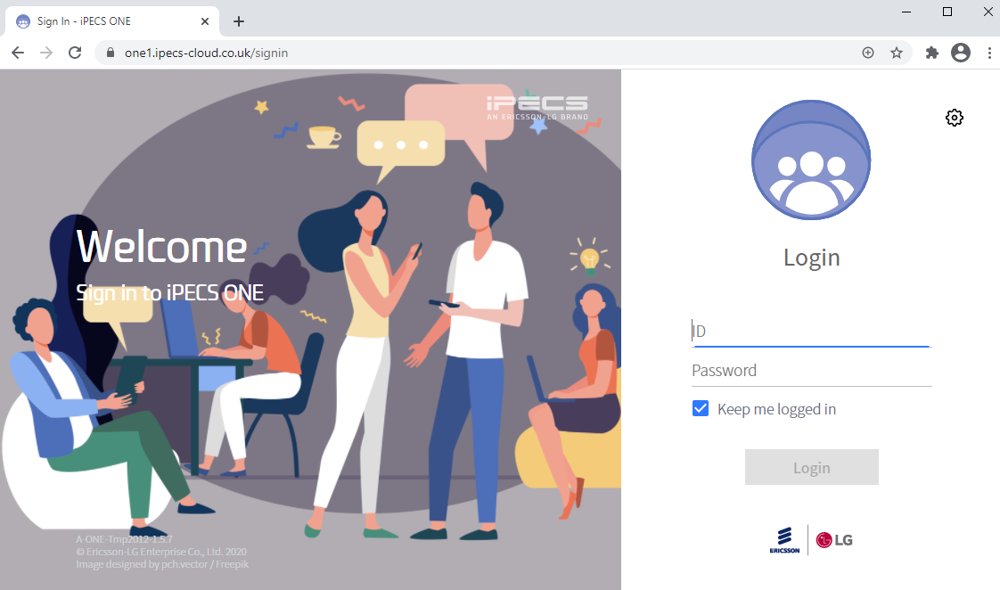 Sign In - iPECS ONE
one1.ipecs-cloud.co.uk/signin
iPECS
AN ERICSSON-LG BRAND
Welcome
Sign in to iPECS ONE
A-ONE-Tmp2012-1.5.7
© Ericsson-LG Enterprise Co., Ltd. 2020
Image designed by pch.vector / Freepik
Login
ID
Password
Keep me logged in
Login
ERICSSON
LG